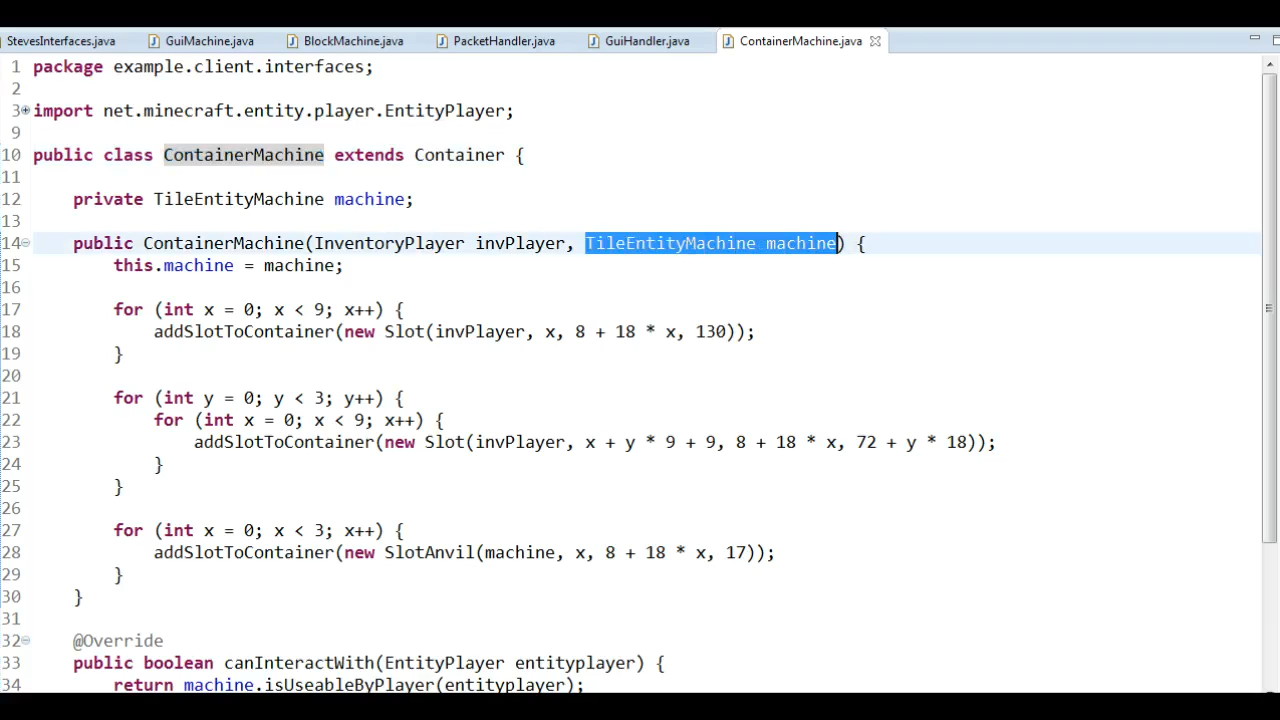 StevesInterfaces.java GuiMachine.java BlockMachine.java PacketHandler.java GuiHandler.java ContainerMachine.java
1 package example.client.interfaces;
2
3 import net.minecraft.entity.player.EntityPlayer;
9
10 public class ContainerMachine extends Container {
11
12 private TileEntityMachine machine;
13
14 public ContainerMachine(InventoryPlayer invPlayer, TileEntityMachine machine) {
15 this.machine = machine;
16
17 for (int x = 0; x < 9; x++) {
18 addSlotToContainer(new Slot(invPlayer, x, 8 + 18 * x, 130));
19 }
20
21 for (int y = 0; y < 3; y++) {
22 for (int x = 0; x < 9; x++) {
23 addSlotToContainer(new Slot(invPlayer, x + y * 9 + 9, 8 + 18 * x, 72 + y * 18));
24 }
25 }
26
27 for (int x = 0; x < 3; x++) {
28 addSlotToContainer(new SlotAnvil(machine, x, 8 + 18 * x, 17));
29 }
30 }
31
32 @Override
33 public boolean canInteractWith(EntityPlayer entityplayer) {
34 return machine.isUseableByPlayer(entityplayer);